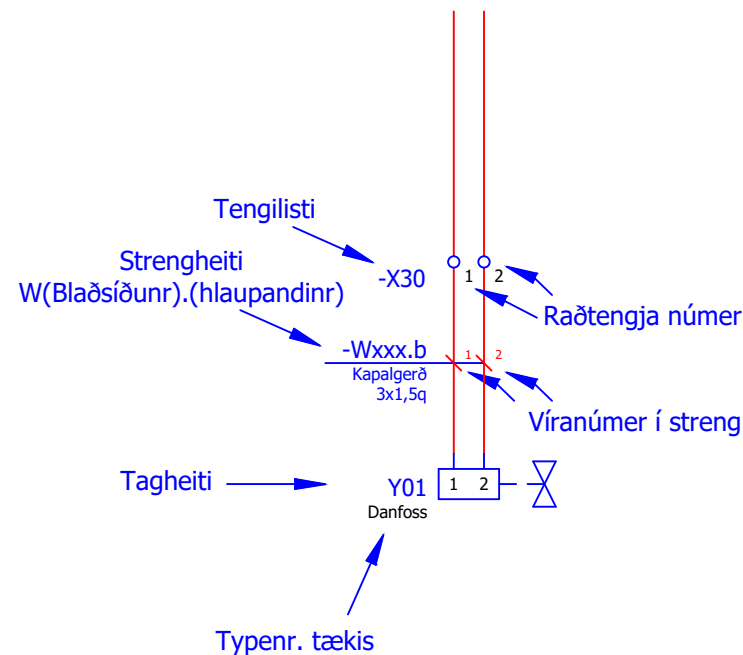 Tengilisti
Strengheiti
W(Blaðsíðunr).(hlaupandinr)
-X30
1
2
Raðtengja númer
-Wxxx.b
1
2
Kapalgerð
3x1,5q
Víranúmer í streng
Tagheiti
Y01
1
2
Danfoss
Typenr. tækis